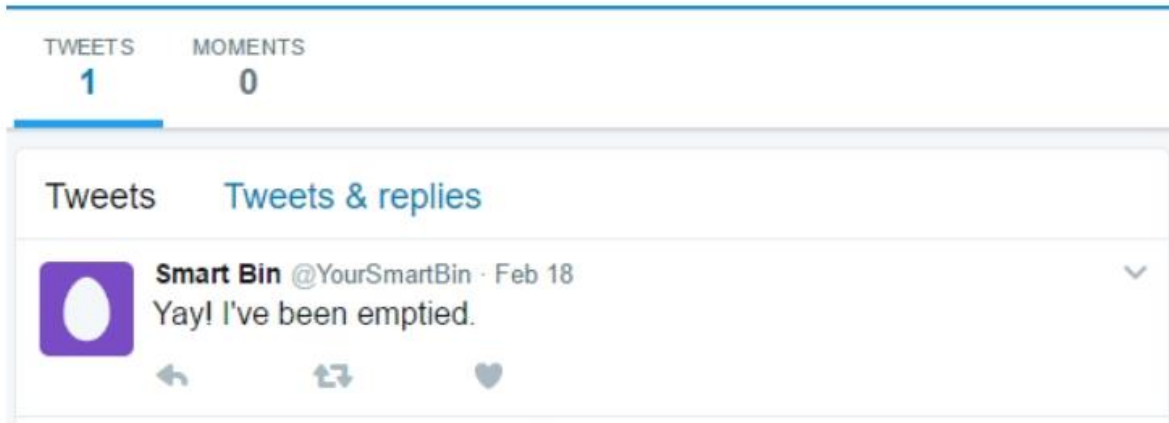 TWEETS MOMENTS
1 0
Tweets Tweets & replies
Smart Bin @YourSmartBin · Feb 18
Yay! I've been emptied.